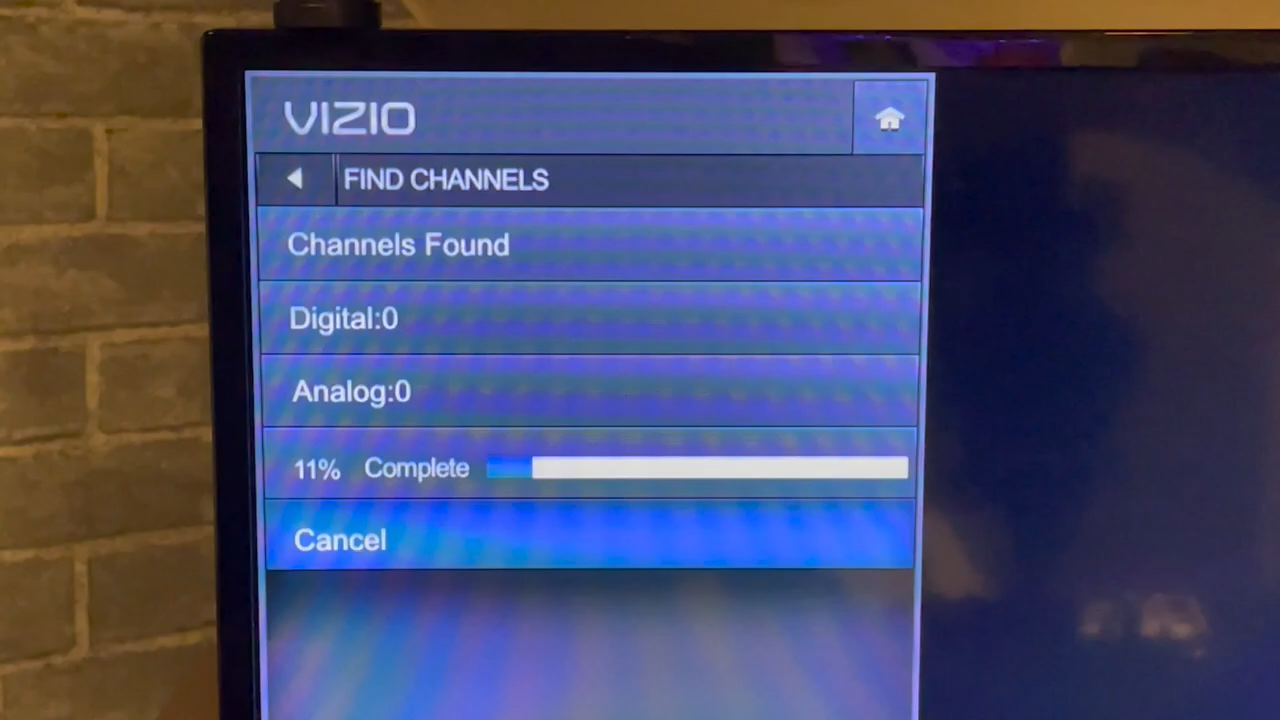 VIZIO
FIND CHANNELS
Channels Found
Digital:0
Analog:0
11% Complete
Cancel